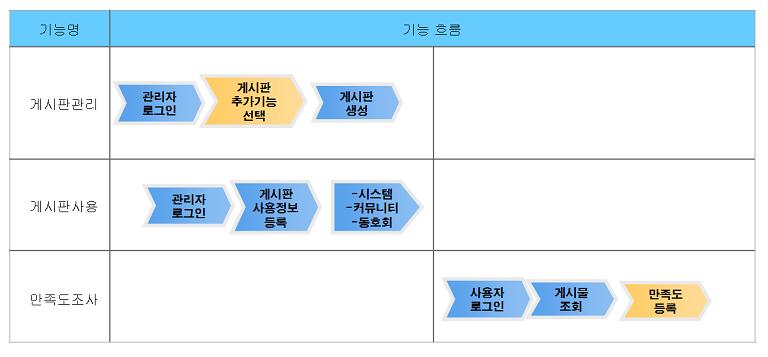 기능명
기능 흐름
게시판관리
관리자
로그인
게시판
추가기능
선택
게시판
생성
게시판사용
관리자
로그인
게시판
사용정보
등록
-시스템
-커뮤니티
-동호회
만족도조사
사용자
로그인
게시물
조회
만족도
등록